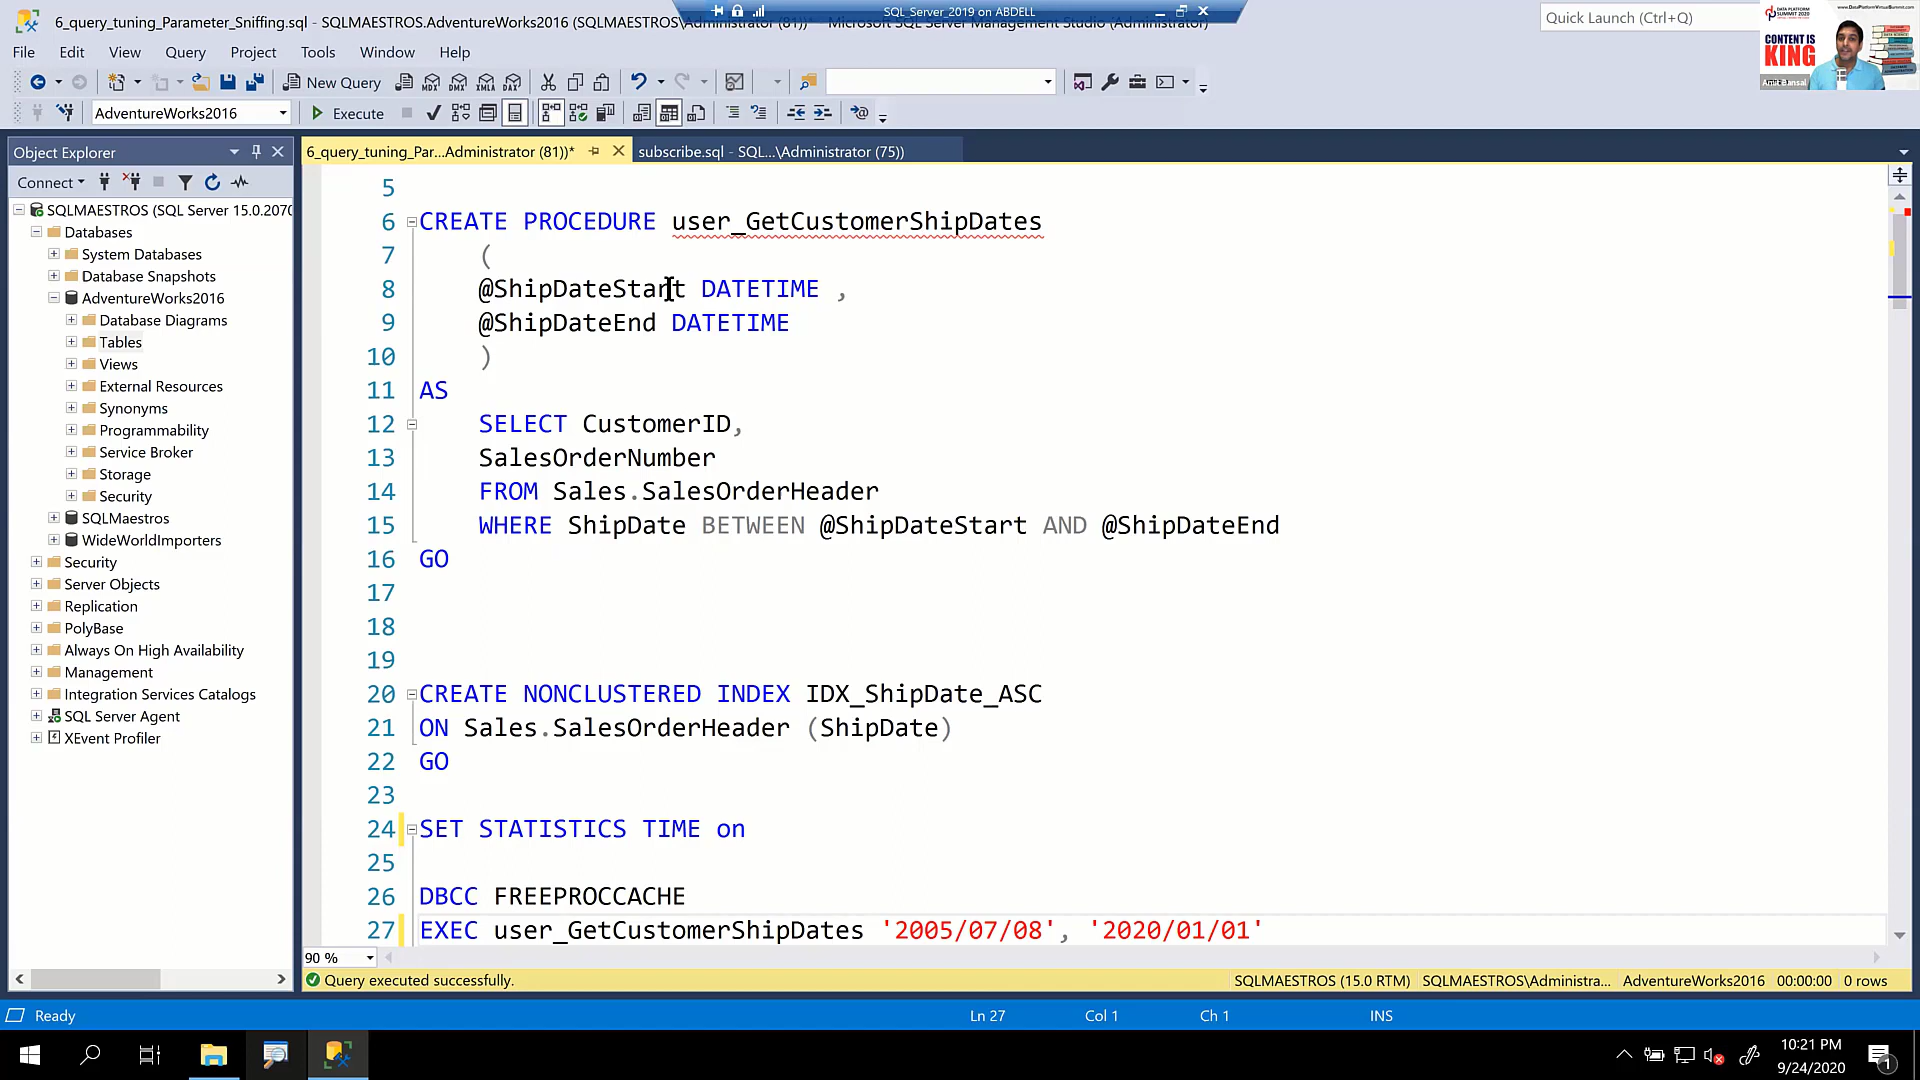 6_query_tuning_Parameter_Sniffing.sql - SQLMAESTROS.AdventureWorks2016 (SQLMAESTROS\Administrator (81))* - Microsoft SQL Server Management Studio (Administrator)
SQL_Server_2019 on ABDELL
Quick Launch (Ctrl+Q)
CONTENT IS KING
File Edit View Query Project Tools Window Help
New Query
MDX DMX XMLA DAX
AdventureWorks2016
Execute
Object Explorer
6_query_tuning_Par...Administrator (81))*
subscribe.sql - SQL...\Administrator (75))
Connect
SQLMAESTROS (SQL Server 15.0.2070
Databases
System Databases
Database Snapshots
AdventureWorks2016
Database Diagrams
Tables
Views
External Resources
Synonyms
Programmability
Service Broker
Storage
Security
SQLMaestros
WideWorldImporters
Security
Server Objects
Replication
PolyBase
Always On High Availability
Management
Integration Services Catalogs
SQL Server Agent
XEvent Profiler
5
6 CREATE PROCEDURE user_GetCustomerShipDates
7 (
8 @ShipDateStart DATETIME ,
9 @ShipDateEnd DATETIME
10 )
11 AS
12 SELECT CustomerID,
13 SalesOrderNumber
14 FROM Sales.SalesOrderHeader
15 WHERE ShipDate BETWEEN @ShipDateStart AND @ShipDateEnd
16 GO
17
18
19
20 CREATE NONCLUSTERED INDEX IDX_ShipDate_ASC
21 ON Sales.SalesOrderHeader (ShipDate)
22 GO
23
24 SET STATISTICS TIME on
25
26 DBCC FREEPROCCACHE
27 EXEC user_GetCustomerShipDates '2005/07/08', '2020/01/01'
90 %
Query executed successfully.
SQLMAESTROS (15.0 RTM) SQLMAESTROS\Administra... AdventureWorks2016 00:00:00 0 rows
Ready
Ln 27 Col 1 Ch 1 INS
10:21 PM
9/24/2020
1